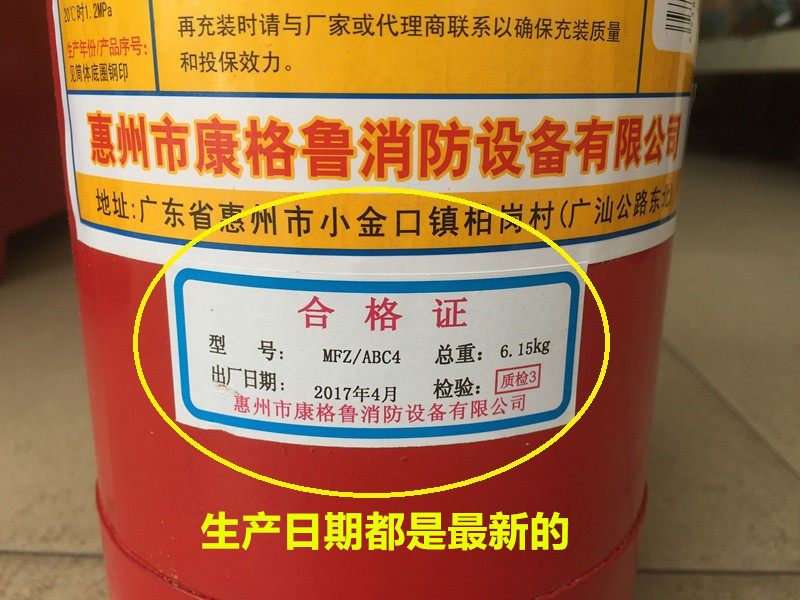 20℃时1.2MPa
生产年份/产品序号:
见筒体底圈钢印
再充装时请与厂家或代理商联系以确保充装质量
和投保效力。
惠州市康格鲁消防设备有限公司
地址:广东省惠州市小金口镇柏岗村(广汕公路东北)
合格证
型 号: MFZ/ABC4 总重: 6.15kg
出厂日期: 2017年4月 检验: 质检3
惠州市康格鲁消防设备有限公司
生产日期都是最新的